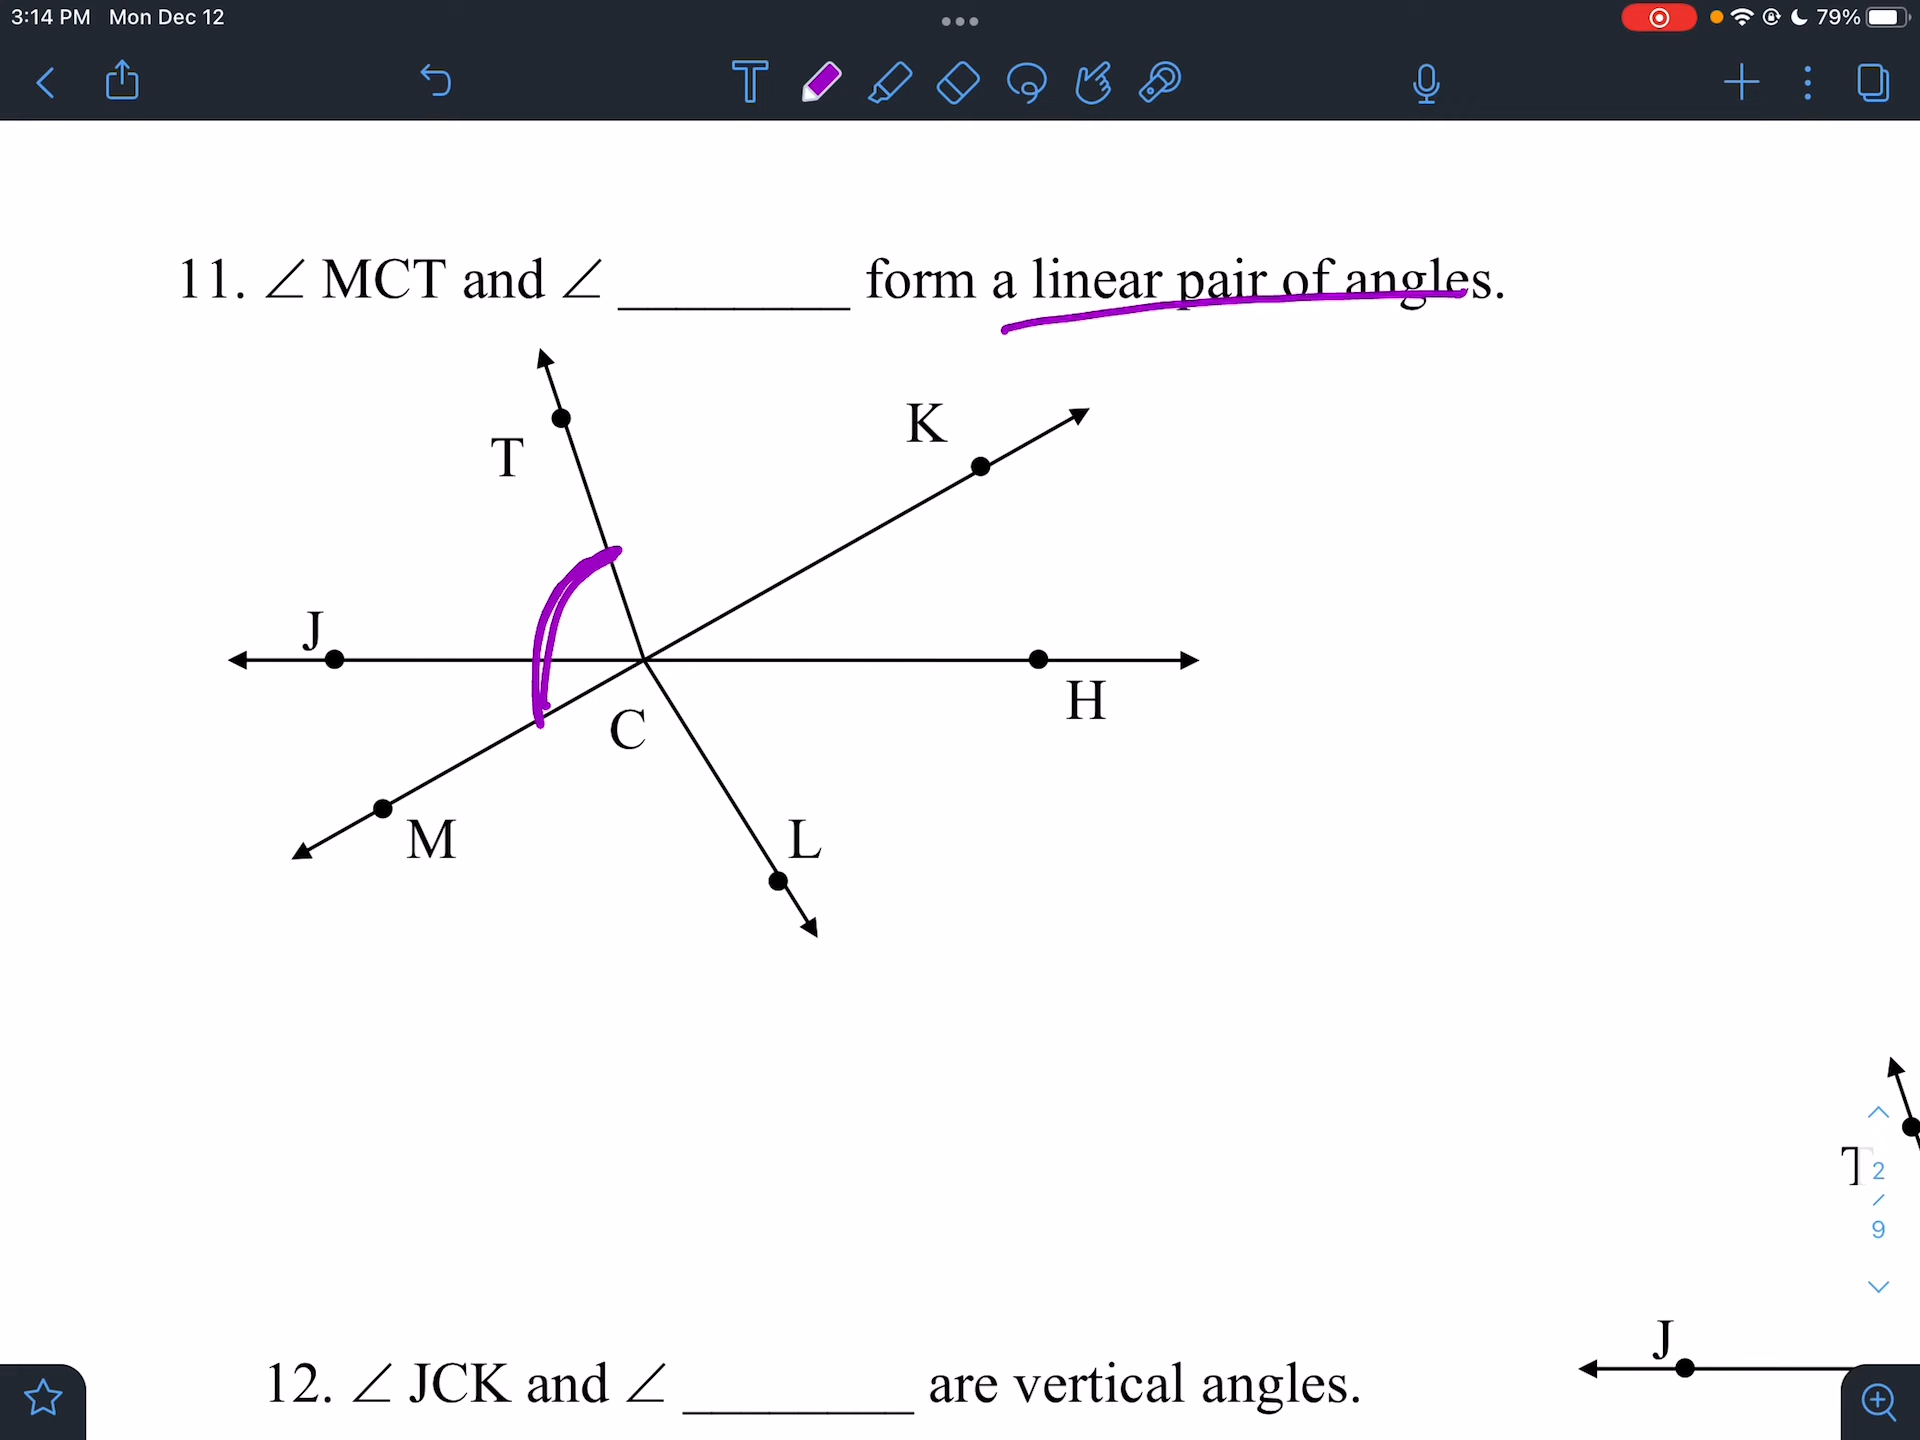 3:14 PM Mon Dec 12
79%
11. ∠ MCT and ∠ ________ form a linear pair of angles.
T
K
J
H
C
M
L
T
2
/
9
J
12. ∠ JCK and ∠ ________ are vertical angles.